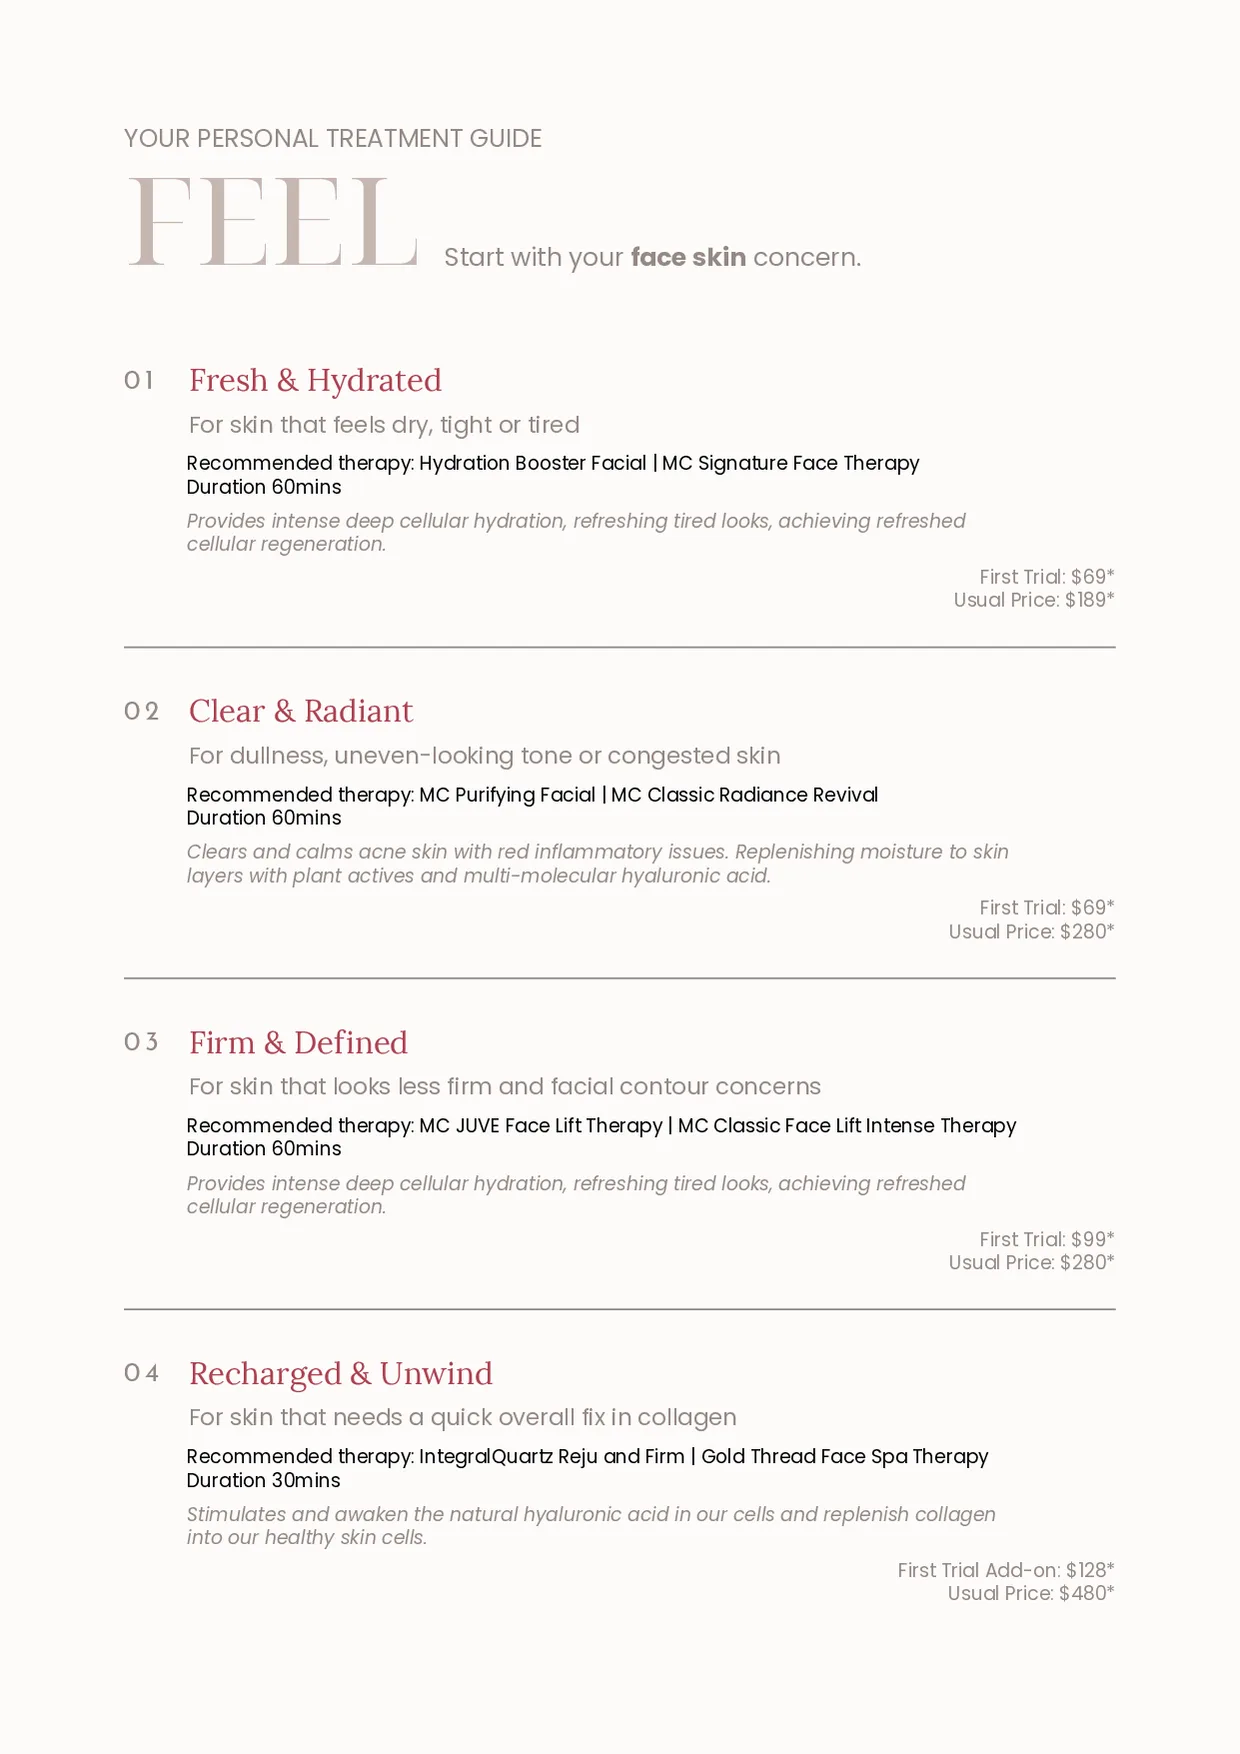 YOUR PERSONAL TREATMENT GUIDE
FEEL Start with your face skin concern.
01 Fresh & Hydrated
For skin that feels dry, tight or tired
Recommended therapy: Hydration Booster Facial | MC Signature Face Therapy
Duration 60mins
Provides intense deep cellular hydration, refreshing tired looks, achieving refreshed
cellular regeneration.
First Trial: $69*
Usual Price: $189*
02 Clear & Radiant
For dullness, uneven-looking tone or congested skin
Recommended therapy: MC Purifying Facial | MC Classic Radiance Revival
Duration 60mins
Clears and calms acne skin with red inflammatory issues. Replenishing moisture to skin
layers with plant actives and multi-molecular hyaluronic acid.
First Trial: $69*
Usual Price: $280*
03 Firm & Defined
For skin that looks less firm and facial contour concerns
Recommended therapy: MC JUVE Face Lift Therapy | MC Classic Face Lift Intense Therapy
Duration 60mins
Provides intense deep cellular hydration, refreshing tired looks, achieving refreshed
cellular regeneration.
First Trial: $99*
Usual Price: $280*
04 Recharged & Unwind
For skin that needs a quick overall fix in collagen
Recommended therapy: IntegralQuartz Reju and Firm | Gold Thread Face Spa Therapy
Duration 30mins
Stimulates and awaken the natural hyaluronic acid in our cells and replenish collagen
into our healthy skin cells.
First Trial Add-on: $128*
Usual Price: $480*